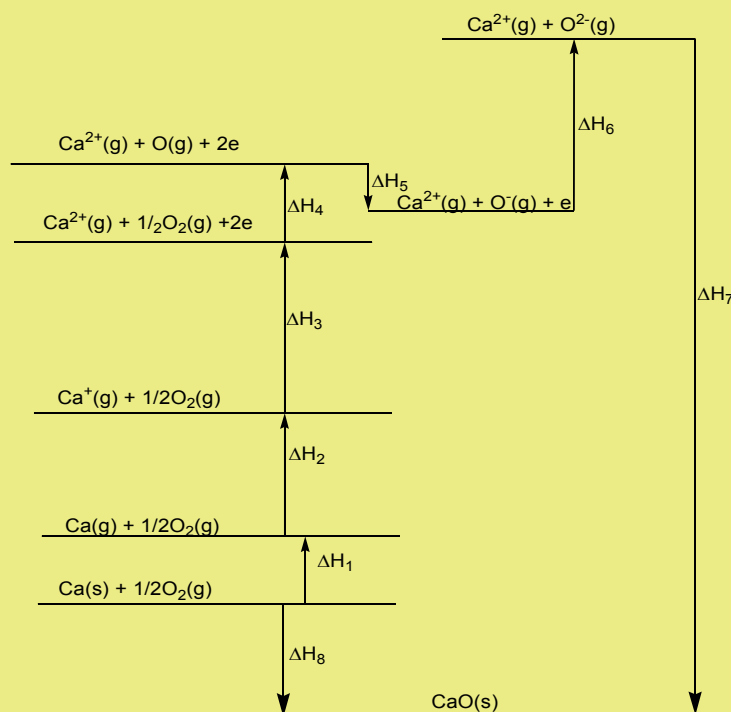 Ca²⁺(g) + O²⁻(g)
ΔH₆
Ca²⁺(g) + O(g) + 2e
ΔH₅
Ca²⁺(g) + O⁻(g) + e
ΔH₄
Ca²⁺(g) + 1/₂O₂(g) +2e
ΔH₇
ΔH₃
Ca⁺(g) + 1/2O₂(g)
ΔH₂
Ca(g) + 1/2O₂(g)
ΔH₁
Ca(s) + 1/2O₂(g)
ΔH₈
CaO(s)